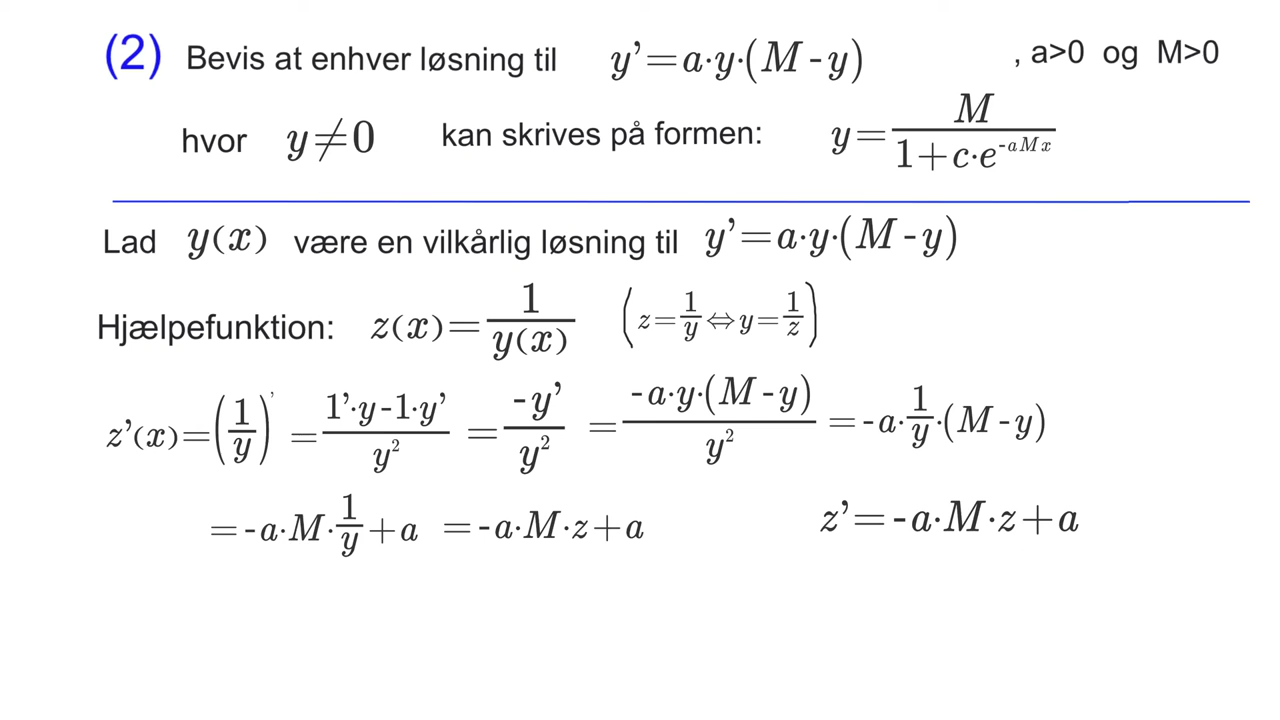 (2) Bevis at enhver løsning til y'=a·y·(M-y) , a>0 og M>0
hvor y≠0 kan skrives på formen: y=M/(1+c·e^(-aMx))
Lad y(x) være en vilkårlig løsning til y'=a·y·(M-y)
Hjælpefunktion: z(x)=1/y(x) (z=1/y⇔y=1/z)
z'(x)=(1/y)' =(1'·y-1·y')/y² =-y'/y² =-a·y·(M-y)/y² =-a·1/y·(M-y)
=-a·M·1/y+a =-a·M·z+a z'=-a·M·z+a